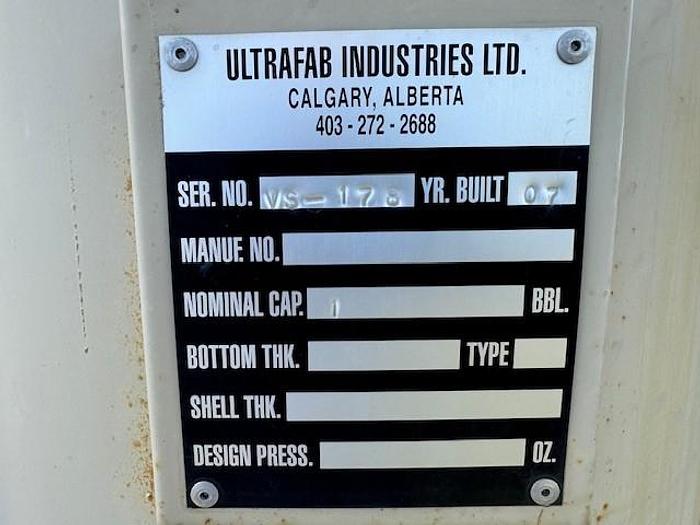 ULTRAFAB INDUSTRIES LTD.
CALGARY, ALBERTA
403-272-2688
SER. NO. VS-178 YR. BUILT 07
MANUF. NO.
NOMINAL CAP. 1 BBL.
BOTTOM THK. TYPE
SHELL THK.
DESIGN PRESS. OZ.